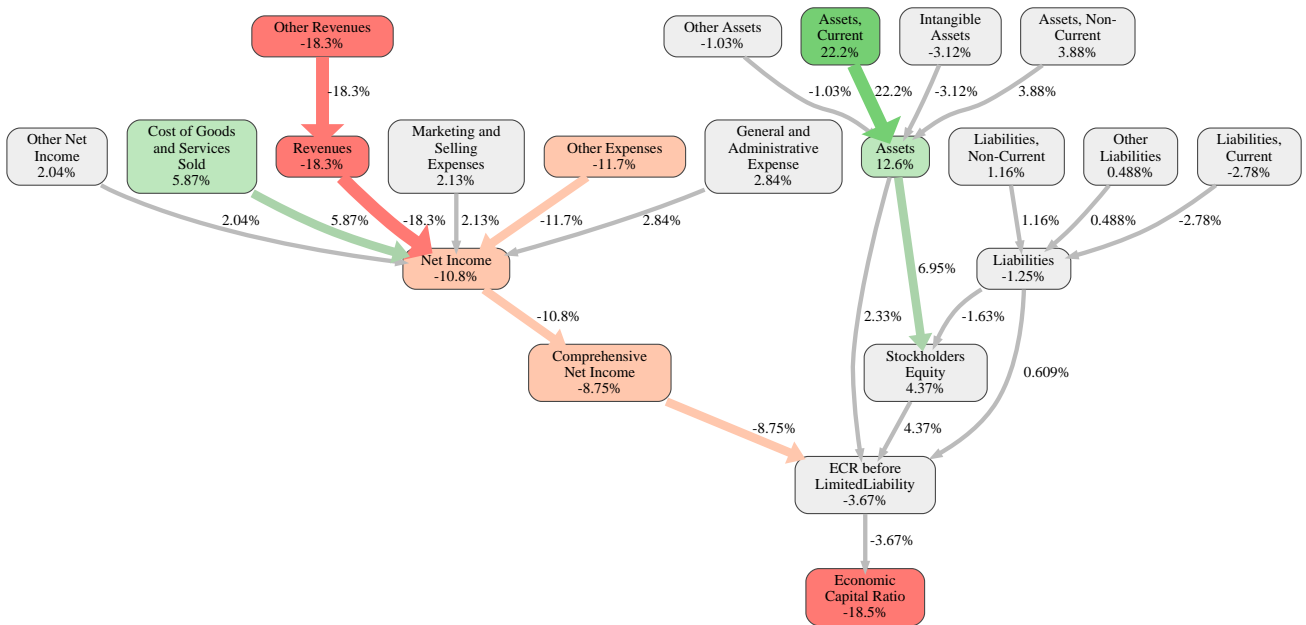 Other Revenues
-18.3%
Other Assets
-1.03%
Assets,
Current
22.2%
Intangible
Assets
-3.12%
Assets, Non-
Current
3.88%
-18.3%
-1.03%
22.2%
-3.12%
3.88%
Other Net
Income
2.04%
Cost of Goods
and Services
Sold
5.87%
Revenues
-18.3%
Marketing and
Selling
Expenses
2.13%
Other Expenses
-11.7%
General and
Administrative
Expense
2.84%
Assets
12.6%
Liabilities,
Non-Current
1.16%
Other
Liabilities
0.488%
Liabilities,
Current
-2.78%
2.04%
5.87%
-18.3%
2.13%
-11.7%
2.84%
1.16%
0.488%
-2.78%
Net Income
-10.8%
6.95%
Liabilities
-1.25%
-10.8%
2.33%
-1.63%
Comprehensive
Net Income
-8.75%
Stockholders
Equity
4.37%
0.609%
-8.75%
4.37%
ECR before
LimitedLiability
-3.67%
-3.67%
Economic
Capital Ratio
-18.5%